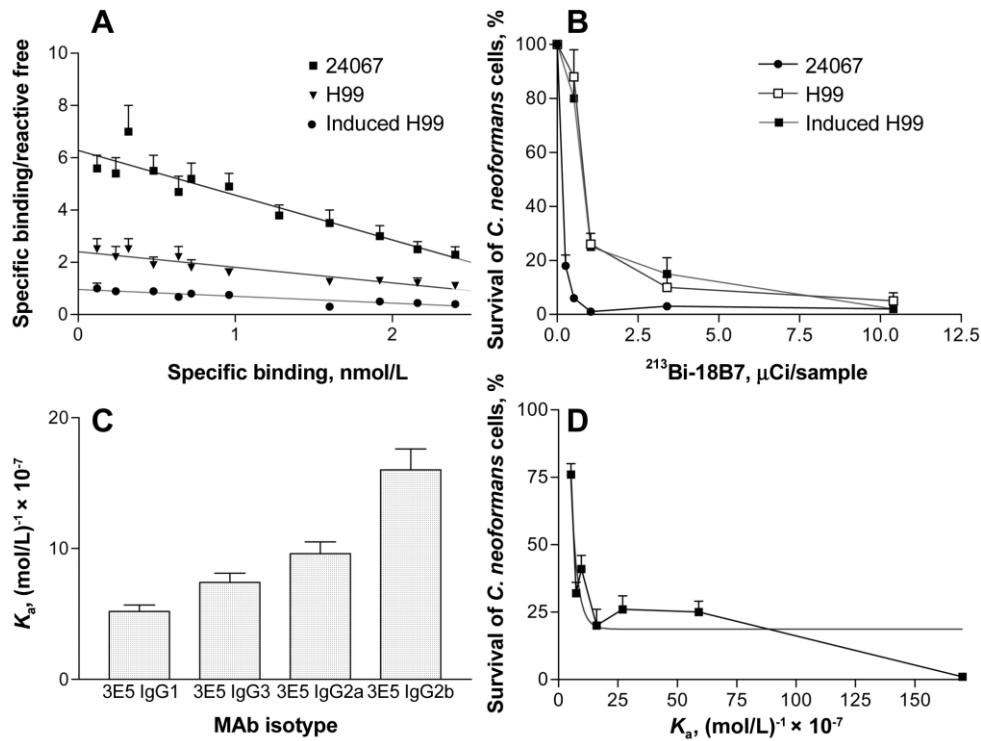 A
Specific binding/reactive free
10
8
6
4
2
0
24067
H99
Induced H99
0
1
2
Specific binding, nmol/L
B
Survival of C. neoformans cells, %
100
80
60
40
20
0
24067
H99
Induced H99
0.0
2.5
5.0
7.5
10.0
12.5
²¹³Bi-18B7, μCi/sample
C
Kₐ, (mol/L)⁻¹ × 10⁻⁷
20
10
0
3E5 IgG1
3E5 IgG3
3E5 IgG2a
3E5 IgG2b
MAb isotype
D
Survival of C. neoformans cells, %
100
75
50
25
0
0
25
50
75
100
125
150
Kₐ, (mol/L)⁻¹ × 10⁻⁷